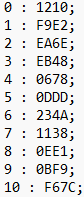 0 : 1210;
1 : F9E2;
2 : EA6E;
3 : EB48;
4 : 0678;
5 : 0DDD;
6 : 234A;
7 : 1138;
8 : 0EE1;
9 : 0BF9;
10 : F67C;